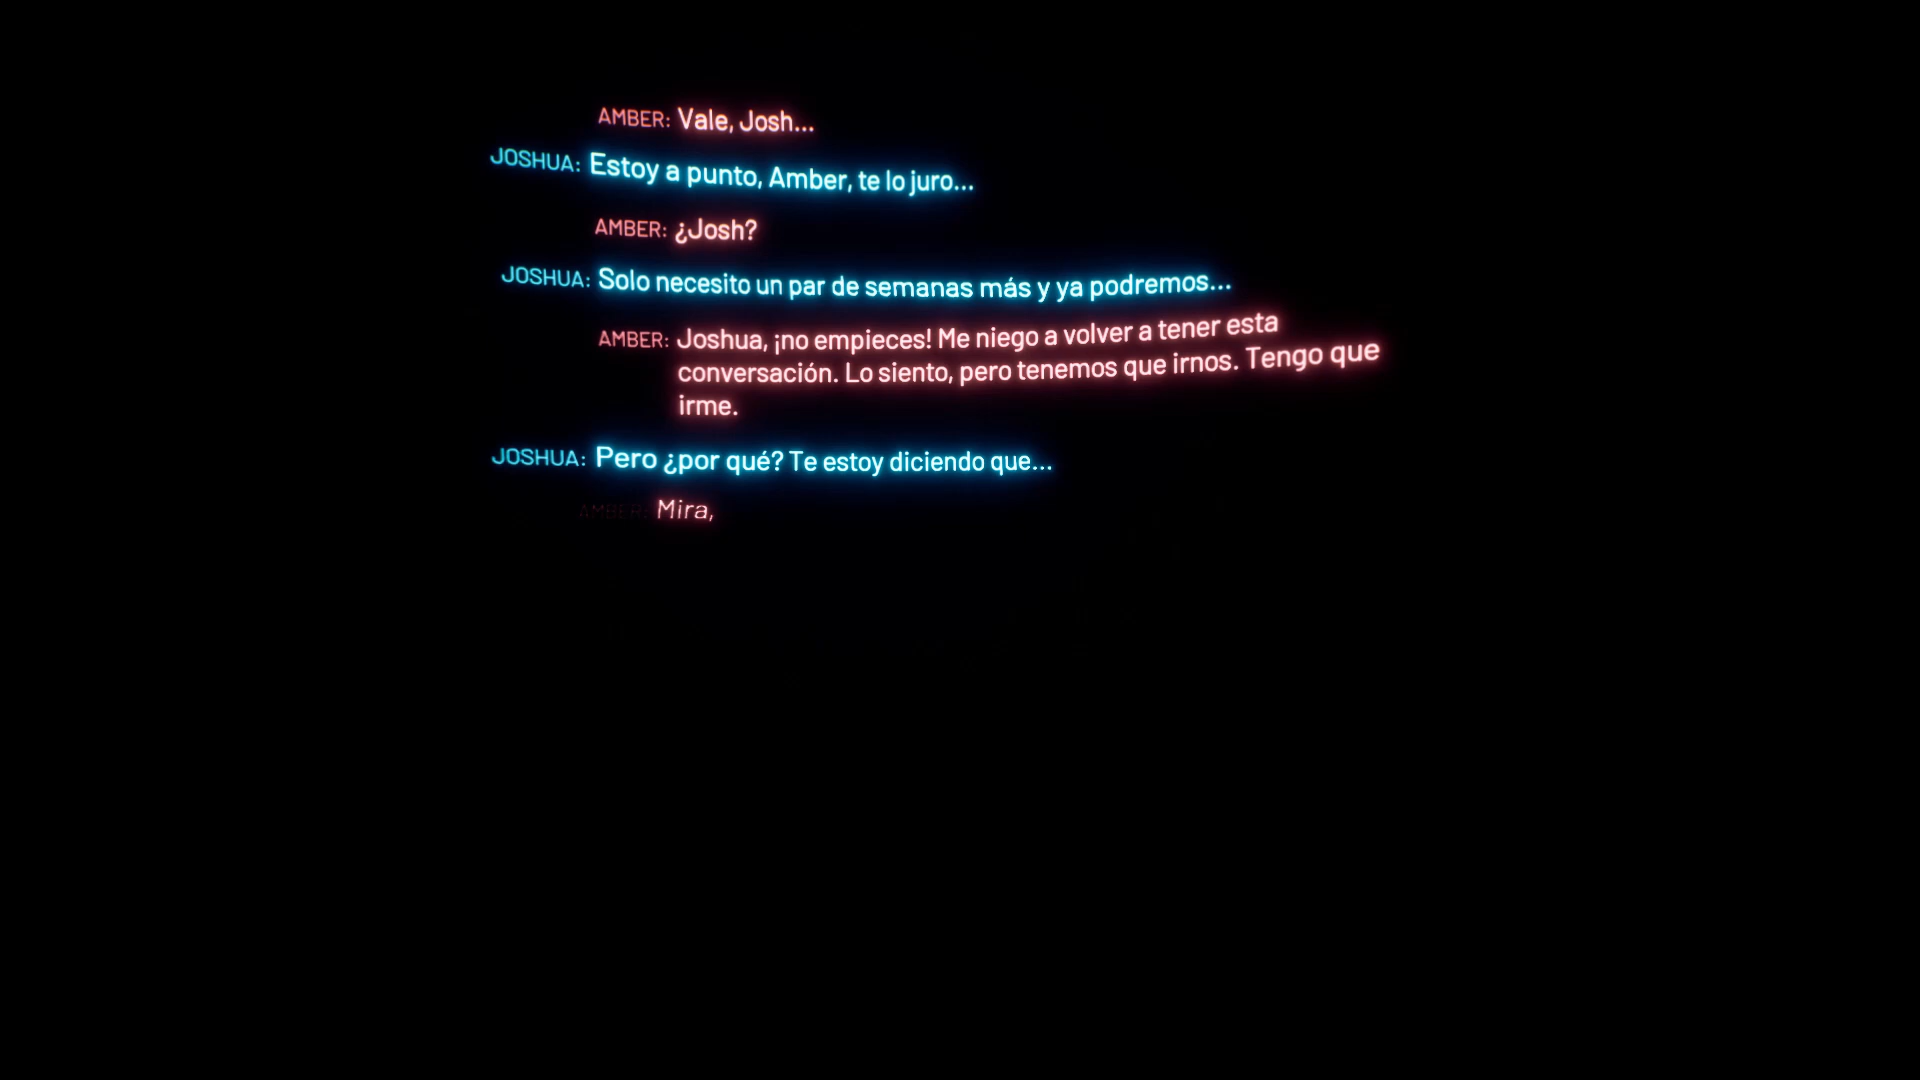 AMBER: Vale, Josh...
JOSHUA: Estoy a punto, Amber, te lo juro...
AMBER: ¿Josh?
JOSHUA: Solo necesito un par de semanas más y ya podremos...
AMBER: Joshua, ¡no empieces! Me niego a volver a tener esta
conversación. Lo siento, pero tenemos que irnos. Tengo que
irme.
JOSHUA: Pero ¿por qué? Te estoy diciendo que...
AMBER: Mira,